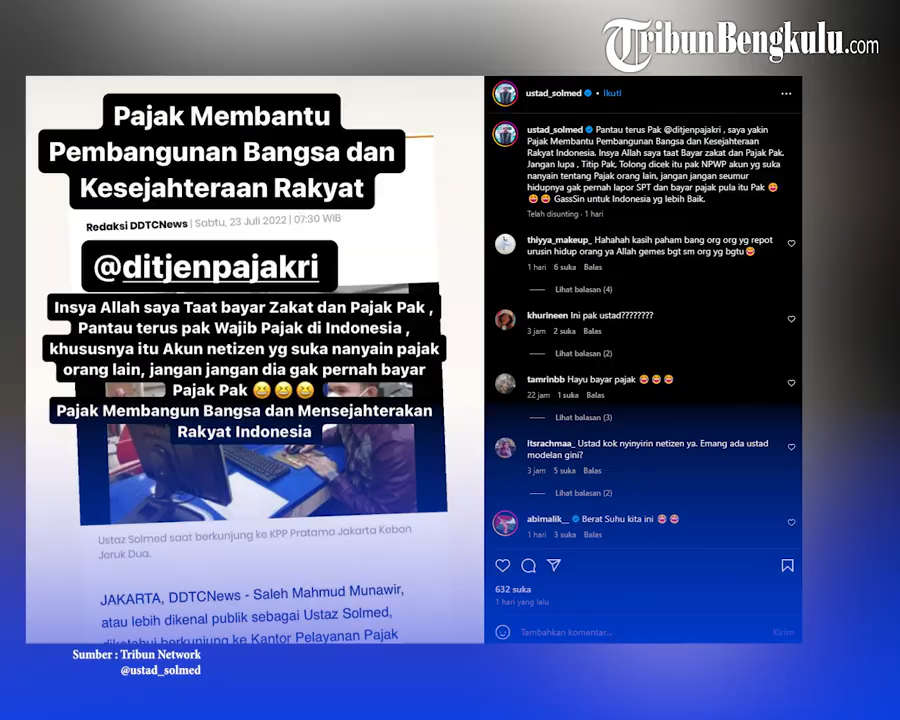 TribunBengkulu.com
Pajak Membantu
Pembangunan Bangsa dan
Kesejahteraan Rakyat
Redaksi DDTCNews | Sabtu, 23 Juli 2022 | 07:30 WIB
@ditjenpajakri
Insya Allah saya Taat bayar Zakat dan Pajak Pak ,
Pantau terus pak Wajib Pajak di Indonesia ,
khususnya itu Akun netizen yg suka nanyain pajak
orang lain, jangan jangan dia gak pernah bayar
Pajak Pak 😆😆😆
Pajak Membangun Bangsa dan Mensejahterakan
Rakyat Indonesia
Ustaz Solmed saat berkunjung ke KPP Pratama Jakarta Kebon
Jeruk Dua.
JAKARTA, DDTCNews - Saleh Mahmud Munawir,
atau lebih dikenal publik sebagai Ustaz Solmed,
diketahui berkunjung ke Kantor Pelayanan Pajak
Sumber : Tribun Network
@ustad_solmed
ustad_solmed • Ikuti
ustad_solmed Pantau terus Pak @ditjenpajakri , saya yakin
Pajak Membantu Pembangunan Bangsa dan Kesejahteraan
Rakyat Indonesia. Insya Allah saya taat Bayar zakat dan Pajak Pak.
Jangan lupa , Titip Pak, Tolong dicek itu pak NPWP akun yg suka
nanyain tentang Pajak orang lain, jangan jangan seumur
hidupnya gak pernah lapor SPT dan bayar pajak pula itu Pak 😆
😆😆 GassSin untuk Indonesia yg lebih Baik.
Telah disunting · 1 hari
thiyya_makeup_ Hahahah kasih paham bang org org yg repot
urusin hidup orang ya Allah gemes bgt sm org yg bgtu😆
1 hari 6 suka Balas
Lihat balasan (4)
khurineen Ini pak ustad????????
3 jam 2 suka Balas
Lihat balasan (2)
tamrinbb Hayu bayar pajak 😆😆😆
22 jam 1 suka Balas
Lihat balasan (3)
itsrachmaa_ Ustad kok nyinyirin netizen ya. Emang ada ustad
modelan gini?
3 jam 5 suka Balas
Lihat balasan (2)
abimalik__ Berat Suhu kita ini 😆😆
1 hari 3 suka Balas
632 suka
1 hari yang lalu
Tambahkan komentar...
Kirim